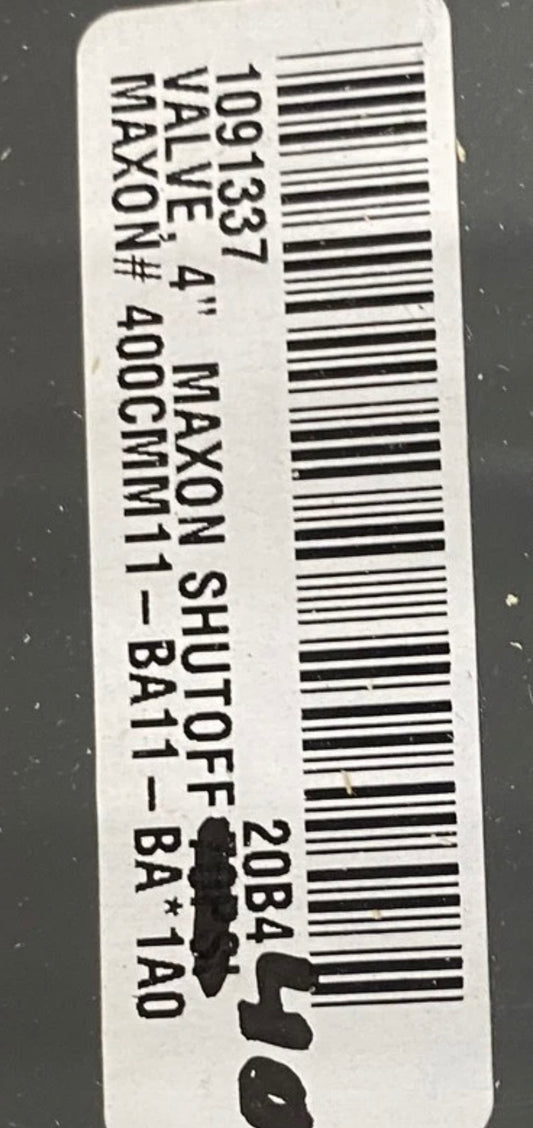 1091337 20B4 40
VALVE, 4" MAXON SHUTOFF
MAXON# 400CMM11-BA11-BA*1A0